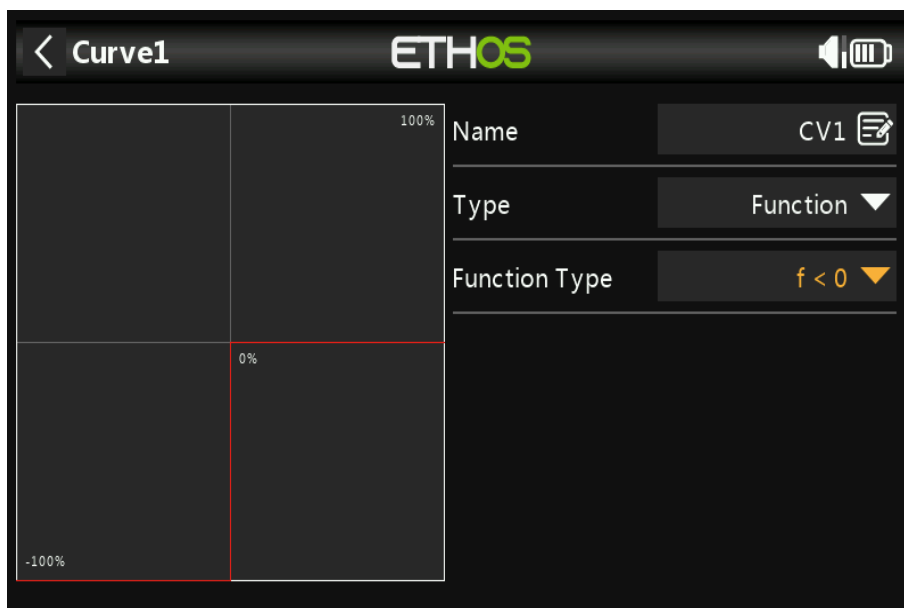 Curve1
ETHOS
100%
Name CV1
Type Function
Function Type f < 0
0%
-100%